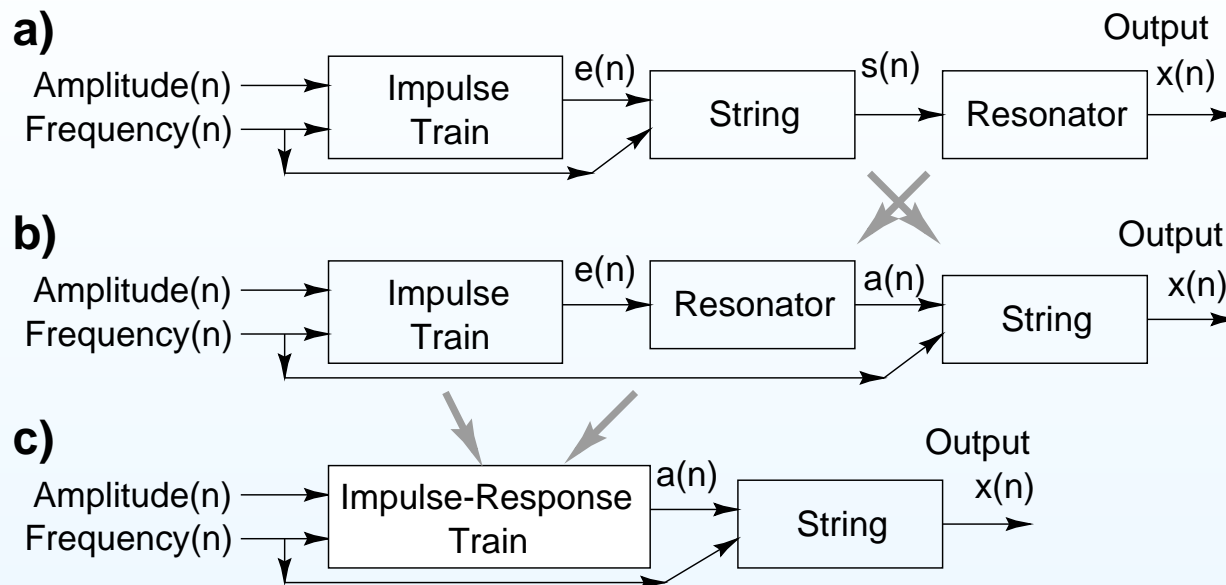 a)
Output
Amplitude(n)
Frequency(n)
Impulse
Train
e(n)
String
s(n)
Resonator
x(n)
b)
Output
Amplitude(n)
Frequency(n)
Impulse
Train
e(n)
Resonator
a(n)
String
x(n)
c)
Output
Amplitude(n)
Frequency(n)
Impulse-Response
Train
a(n)
String
x(n)